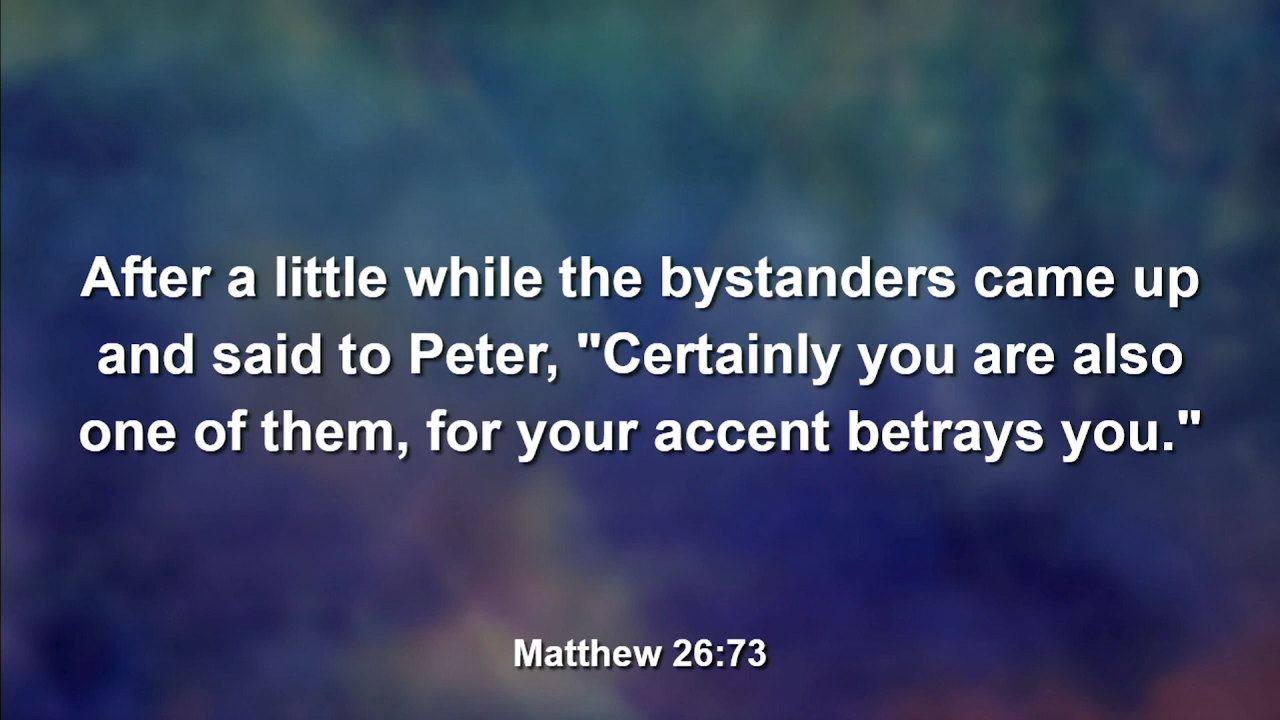 After a little while the bystanders came up
and said to Peter, "Certainly you are also
one of them, for your accent betrays you."
Matthew 26:73